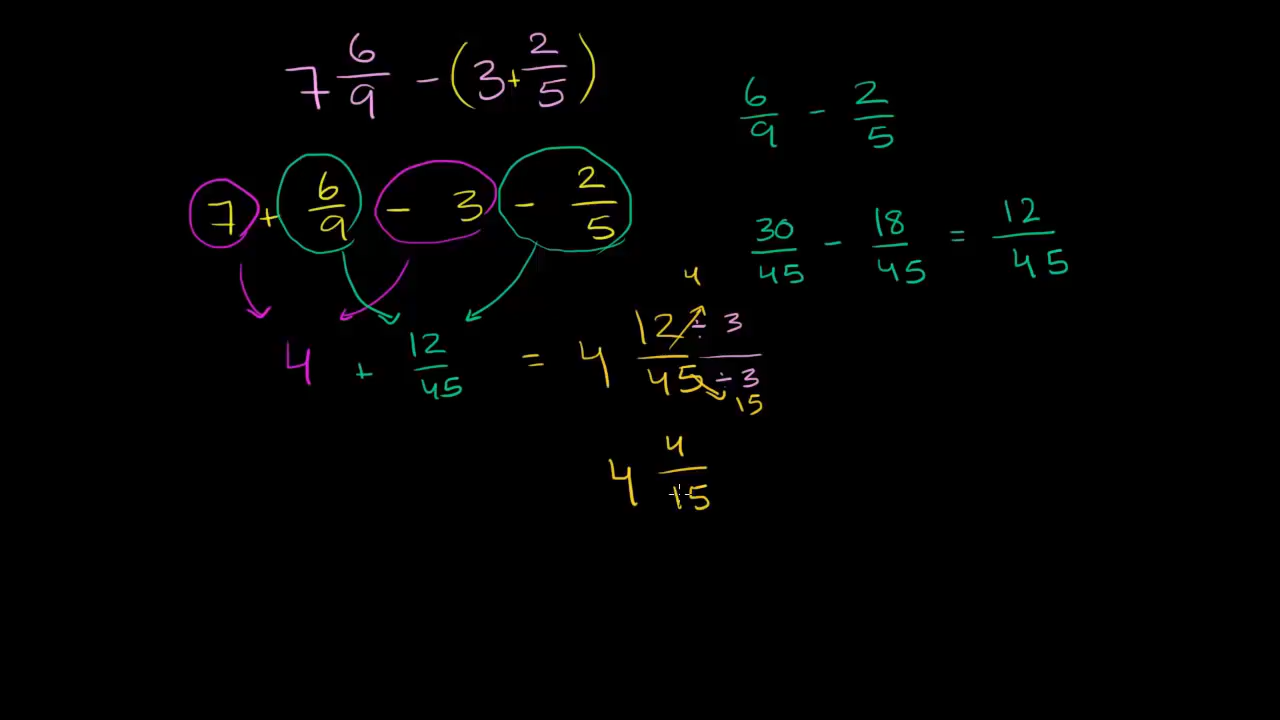 7 6/9 - (3 + 2/5)
6/9 - 2/5
7 + 6/9 - 3 - 2/5
30/45 - 18/45 = 12/45
4
4 + 12/45 = 4 12/45 ÷ 3/÷ 3
15
4 4/15